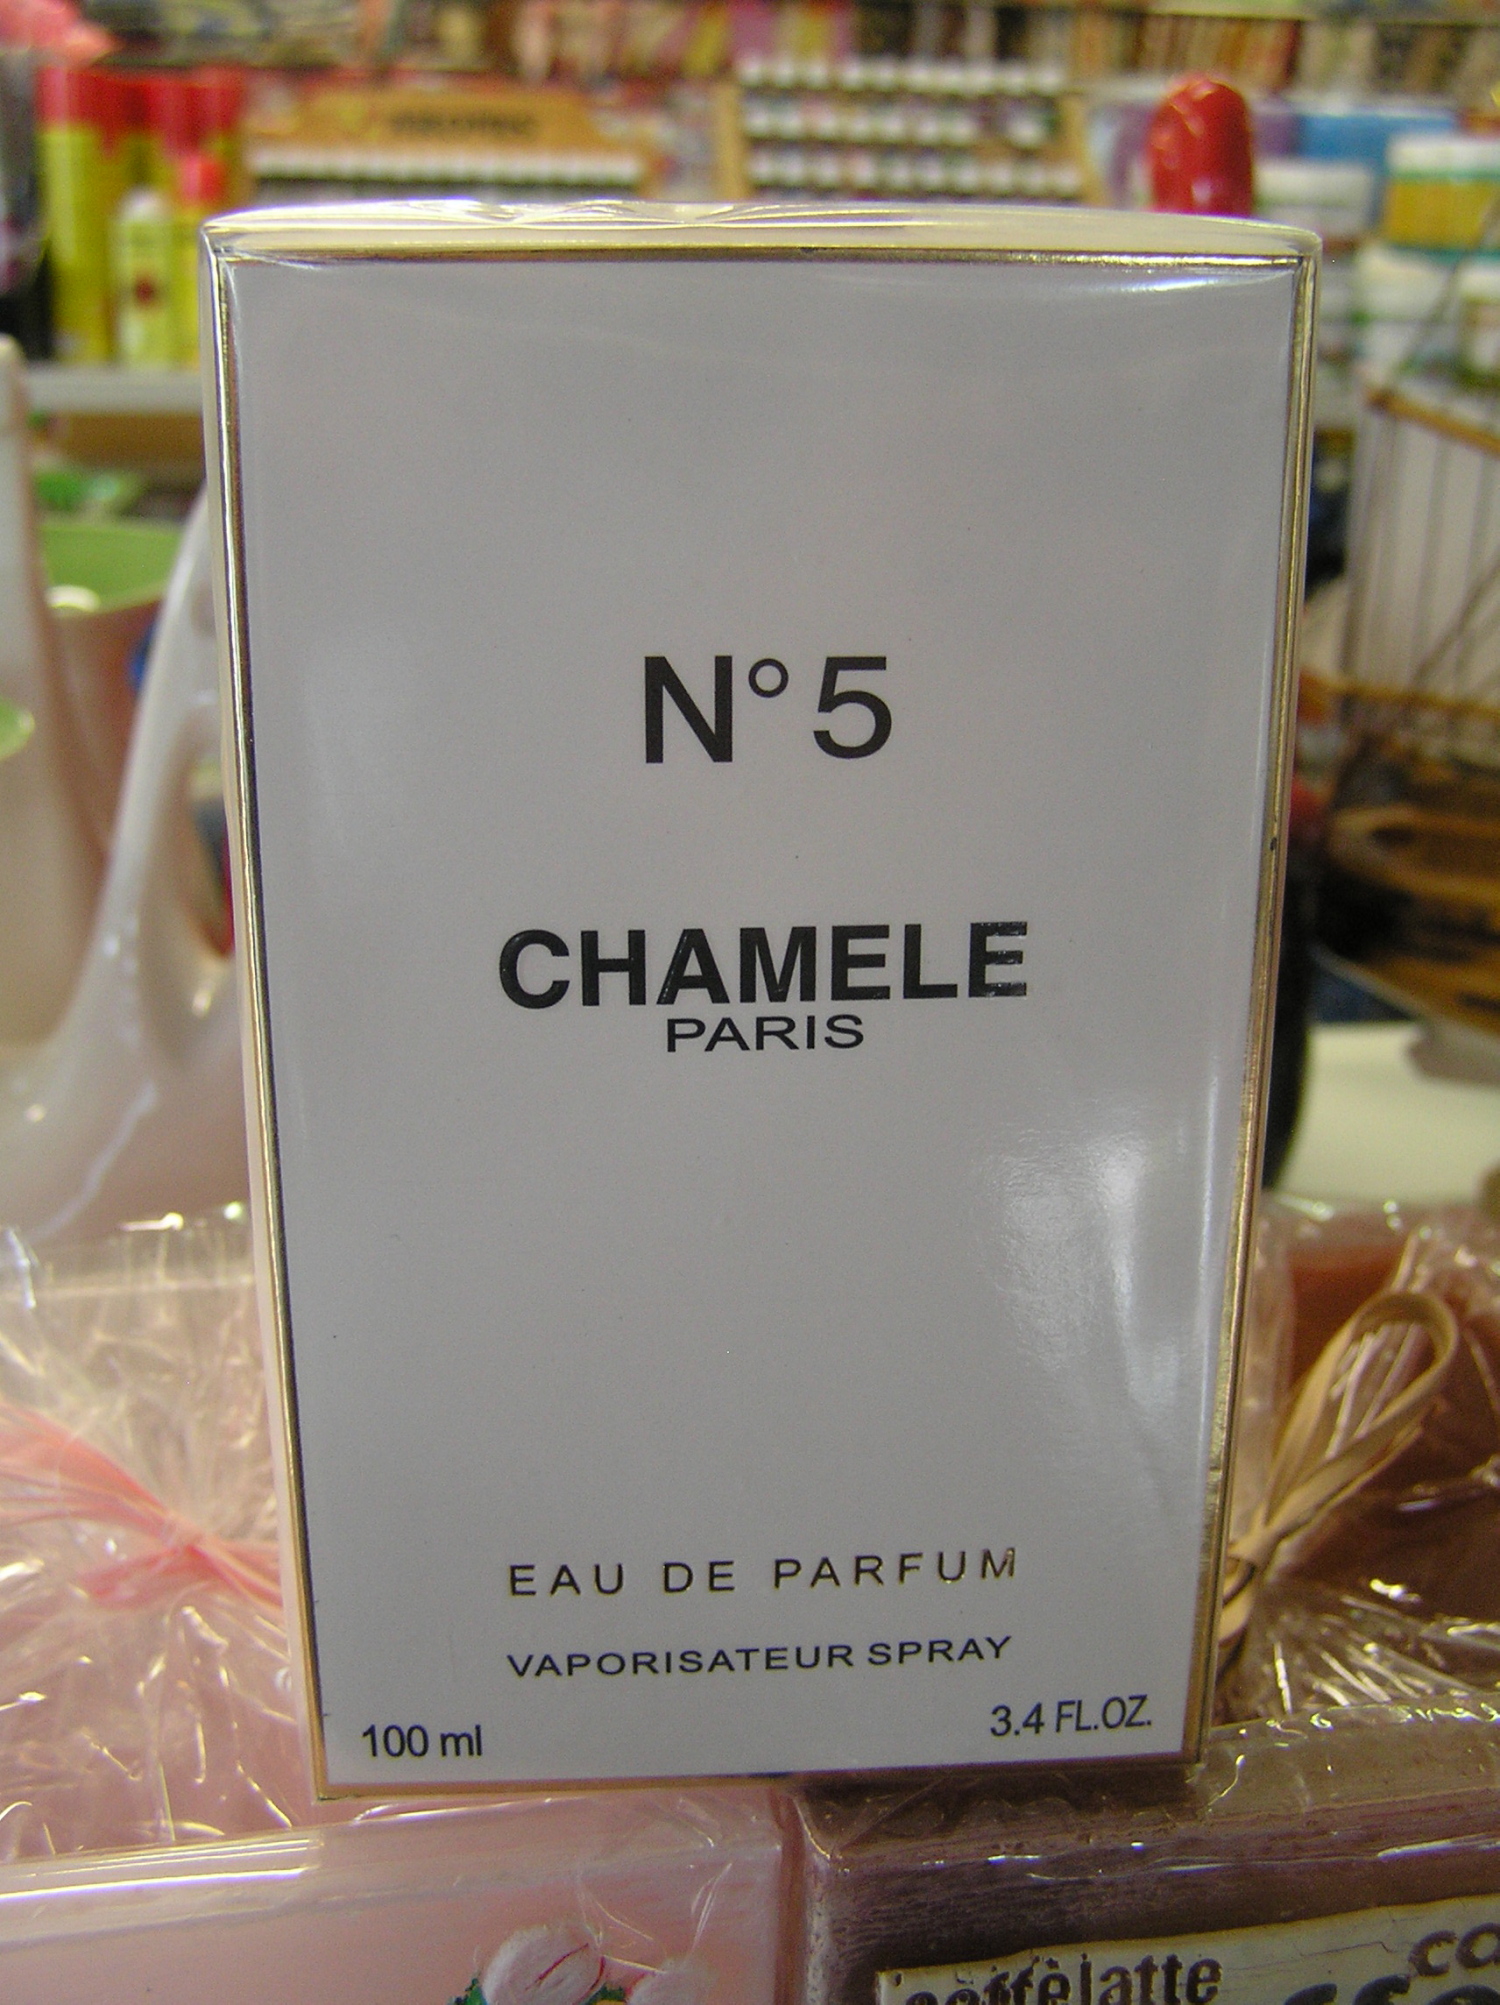 N° 5
CHAMELE
PARIS
EAU DE PARFUM
VAPORISATEUR SPRAY
100 ml
3.4 FL.OZ.
caffèlatte